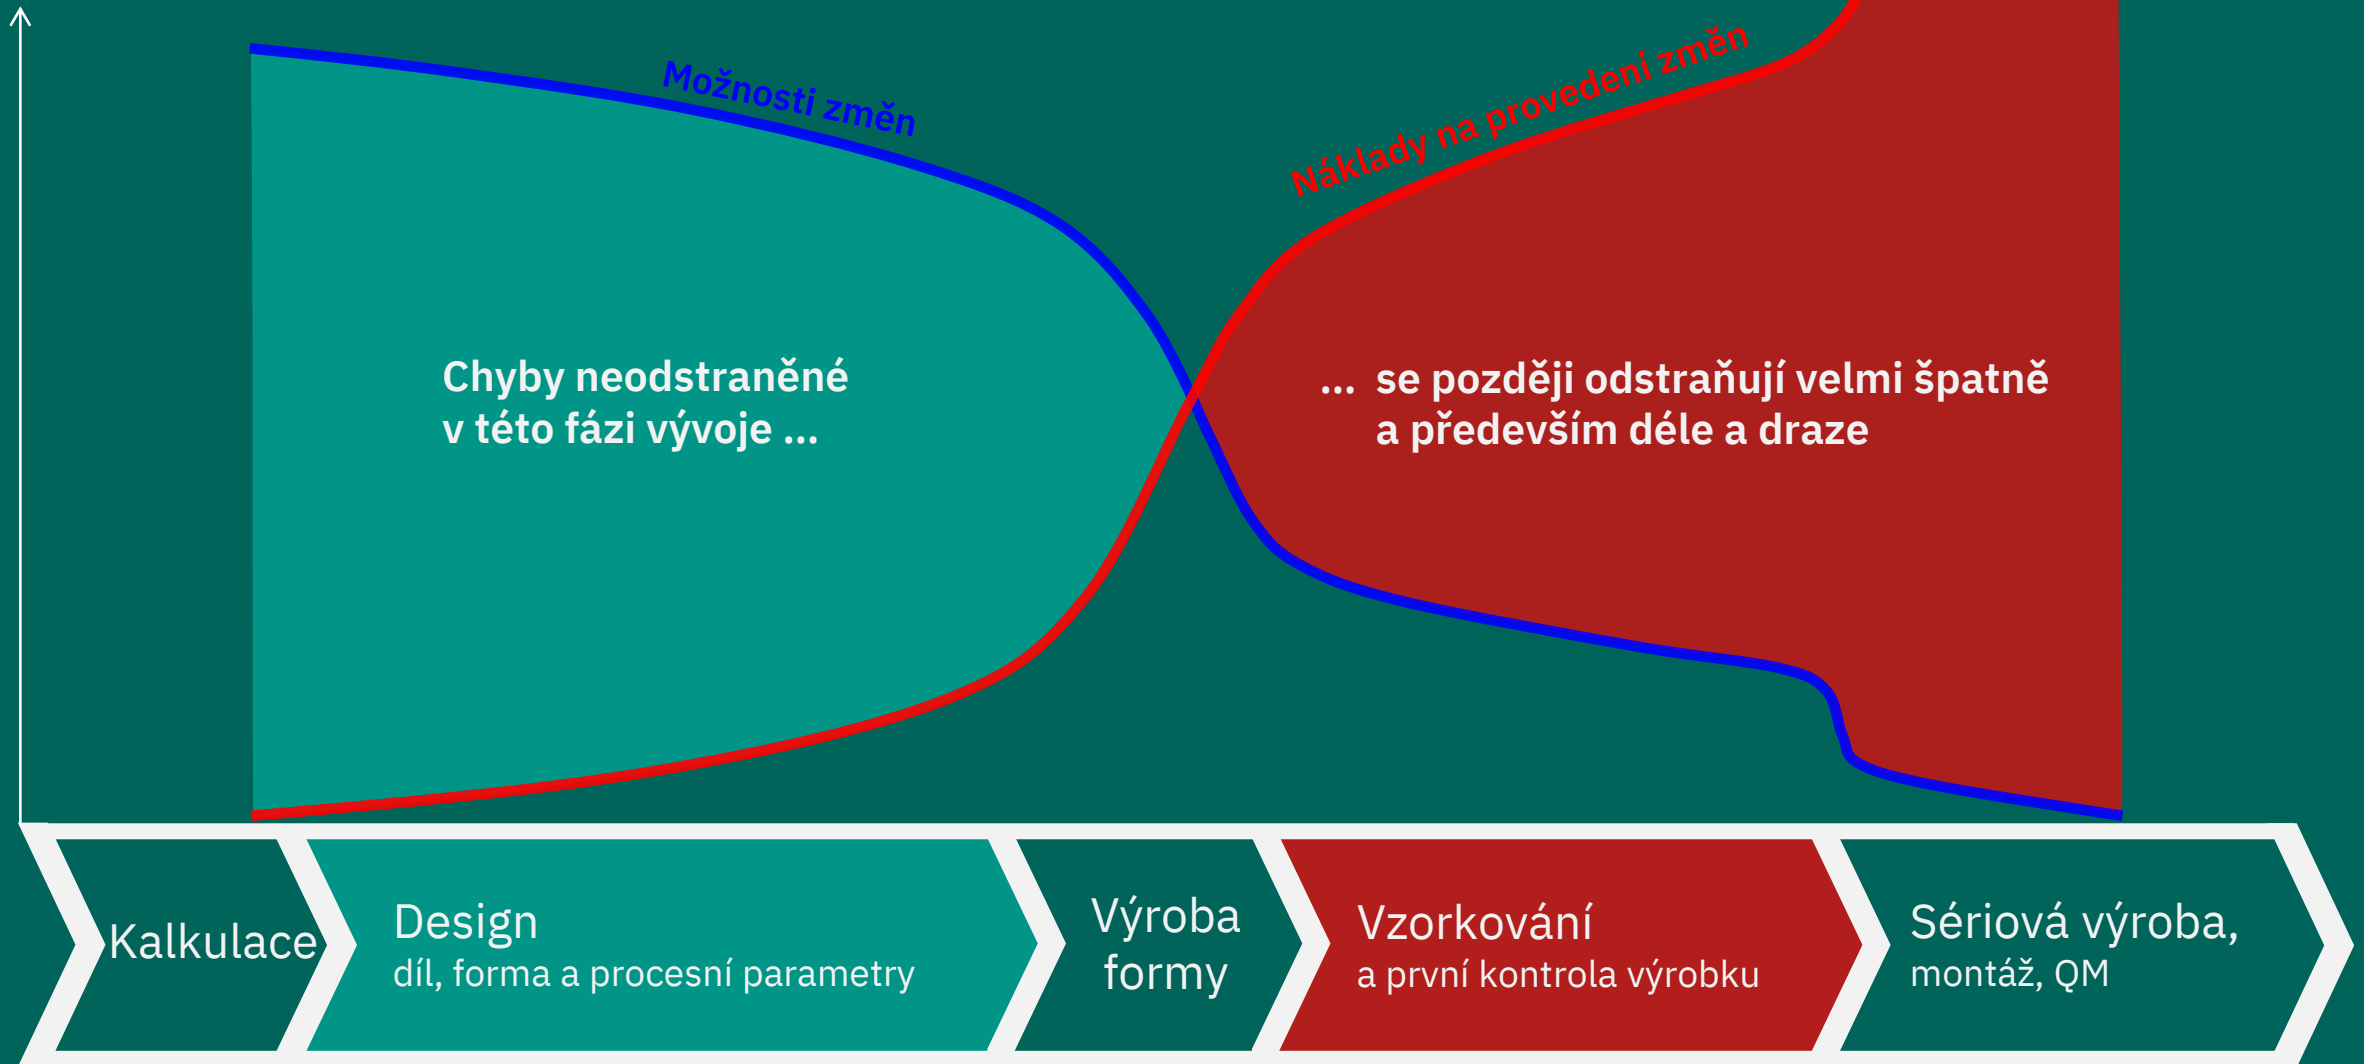 Možnosti změn
Náklady na provedení změn
Chyby neodstraněné
v této fázi vývoje ...
... se později odstraňují velmi špatně
a především déle a draze
Kalkulace
Design
díl, forma a procesní parametry
Výroba
formy
Vzorkování
a první kontrola výrobku
Sériová výroba,
montáž, QM